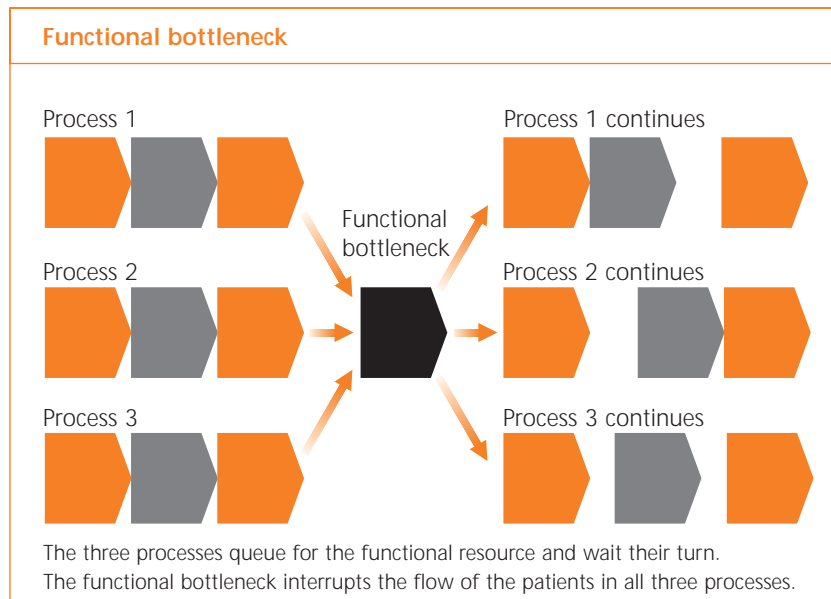 Functional bottleneck
Process 1
Process 1 continues
Functional
bottleneck
Process 2
Process 2 continues
Process 3
Process 3 continues
The three processes queue for the functional resource and wait their turn.
The functional bottleneck interrupts the flow of the patients in all three processes.